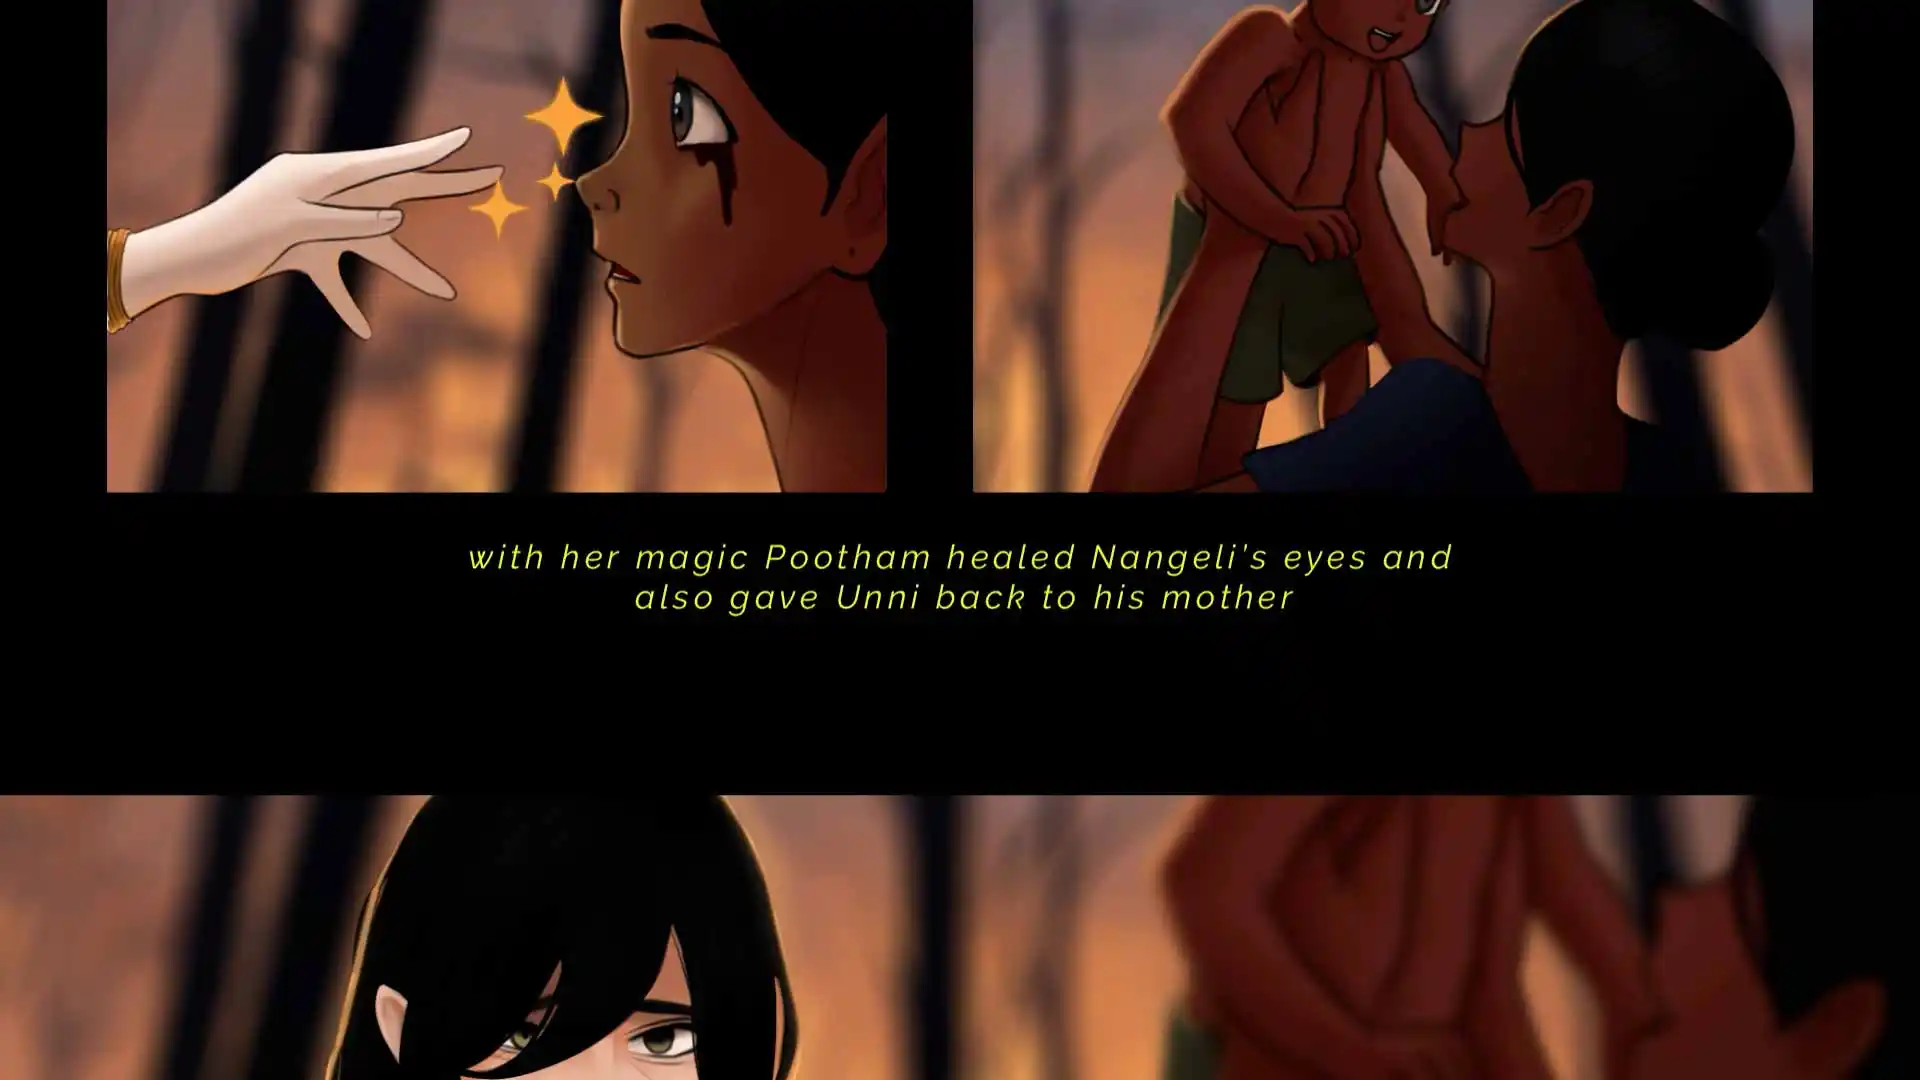 with her magic Pootham healed Nangeli's eyes and
also gave Unni back to his mother